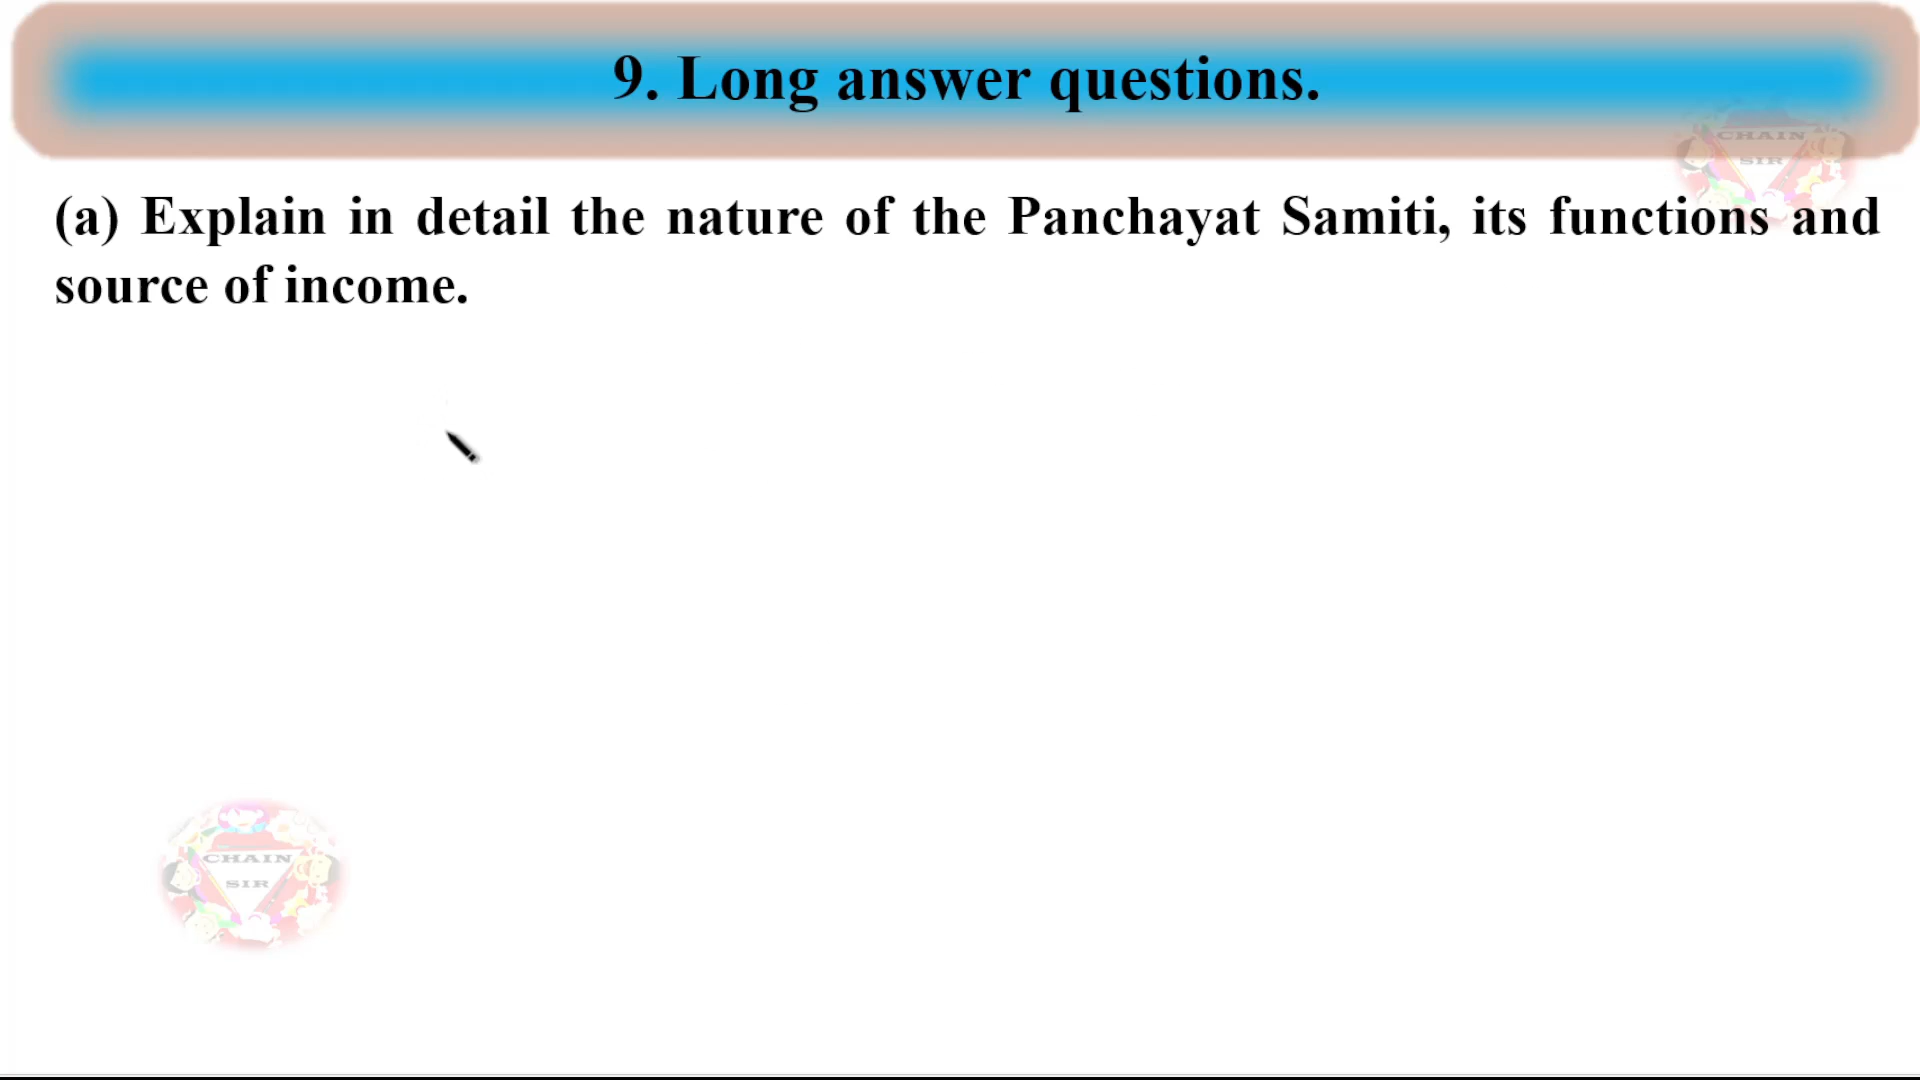 9. Long answer questions.
CHAIN
SIR
(a) Explain in detail the nature of the Panchayat Samiti, its functions and
source of income.
CHAIN
SIR